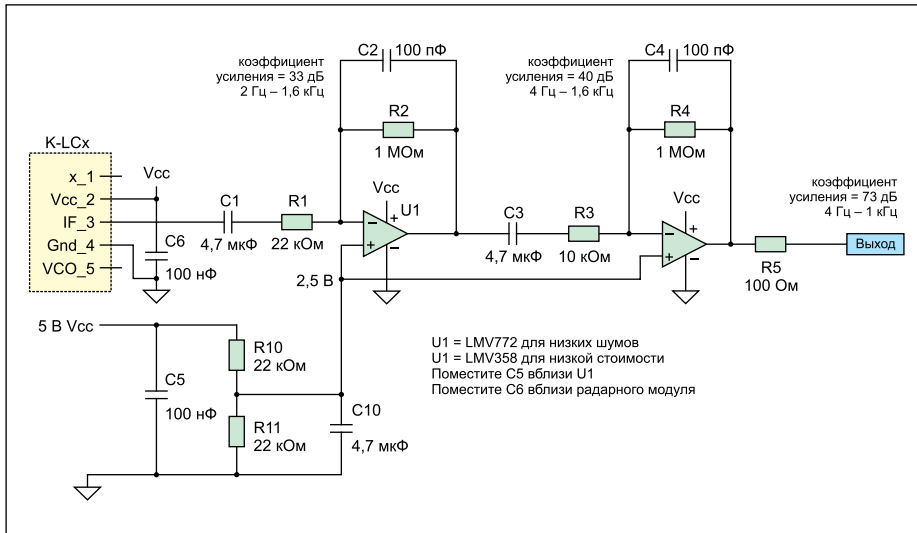 коэффициент
усиления = 33 дБ
2 Гц – 1,6 кГц
C2
100 пФ
R2
1 МОм
коэффициент
усиления = 40 дБ
4 Гц – 1,6 кГц
C4
100 пФ
R4
1 МОм
K-LCx
x_1
Vcc_2
IF_3
Gnd_4
VCO_5
Vcc
C6
100 нФ
C1
4,7 мкФ
R1
22 кОм
Vcc
U1
2,5 В
C3
4,7 мкФ
R3
10 кОм
Vcc
коэффициент
усиления = 73 дБ
4 Гц – 1 кГц
R5
100 Ом
Выход
5 В Vcc
C5
100 нФ
R10
22 кОм
R11
22 кОм
C10
4,7 мкФ
U1 = LMV772 для низких шумов
U1 = LMV358 для низкой стоимости
Поместите C5 вблизи U1
Поместите C6 вблизи радарного модуля